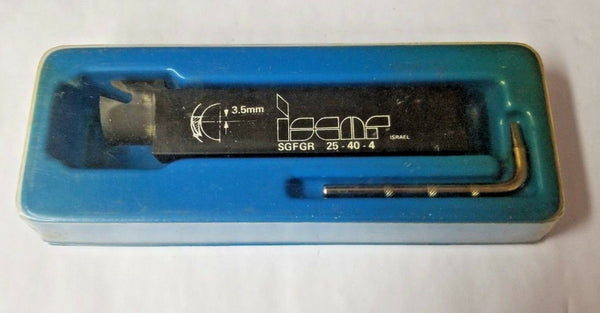 3.5mm
iscar
ISRAEL
SGFGR 25-40-4